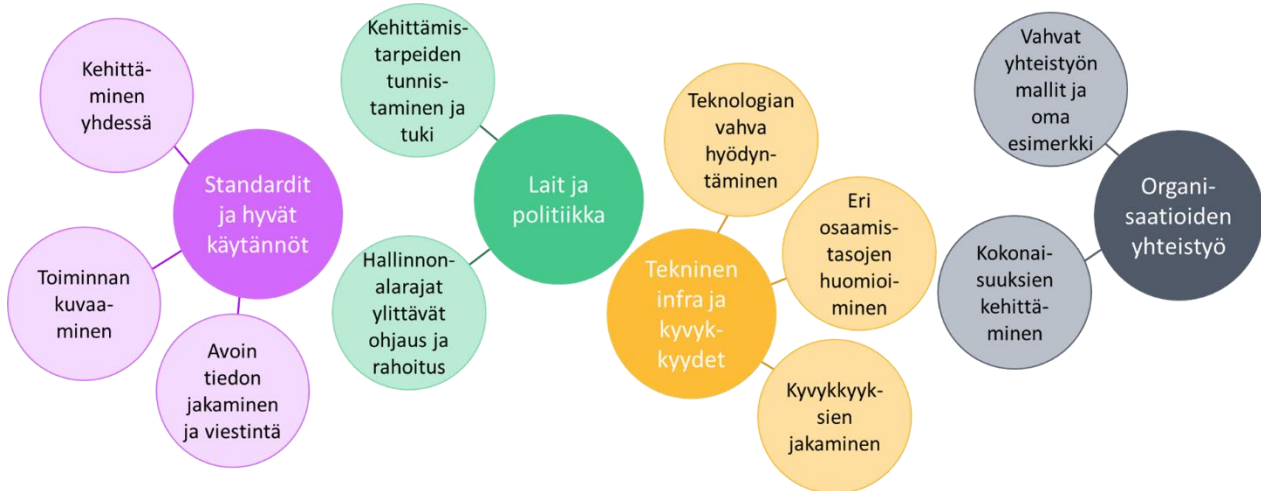 Kehittä-
minen
yhdessä
Standardit
ja hyvät
käytännöt
Toiminnan
kuvaa-
minen
Avoin
tiedon
jakaminen
ja viestintä
Kehittämis-
tarpeiden
tunnis-
taminen ja
tuki
Lait ja
politiikka
Hallinnon-
alarajat
ylittävät
ohjaus ja
rahoitus
Teknologian
vahva
hyödyn-
täminen
Eri
osaamis-
tasojen
huomioi-
minen
Tekninen
infra ja
kyvyk-
kyydet
Kyvykkyyk-
sien
jakaminen
Vahvat
yhteistyön
mallit ja
oma
esimerkki
Organi-
saatioiden
yhteistyö
Kokonai-
suuksien
kehittä-
minen